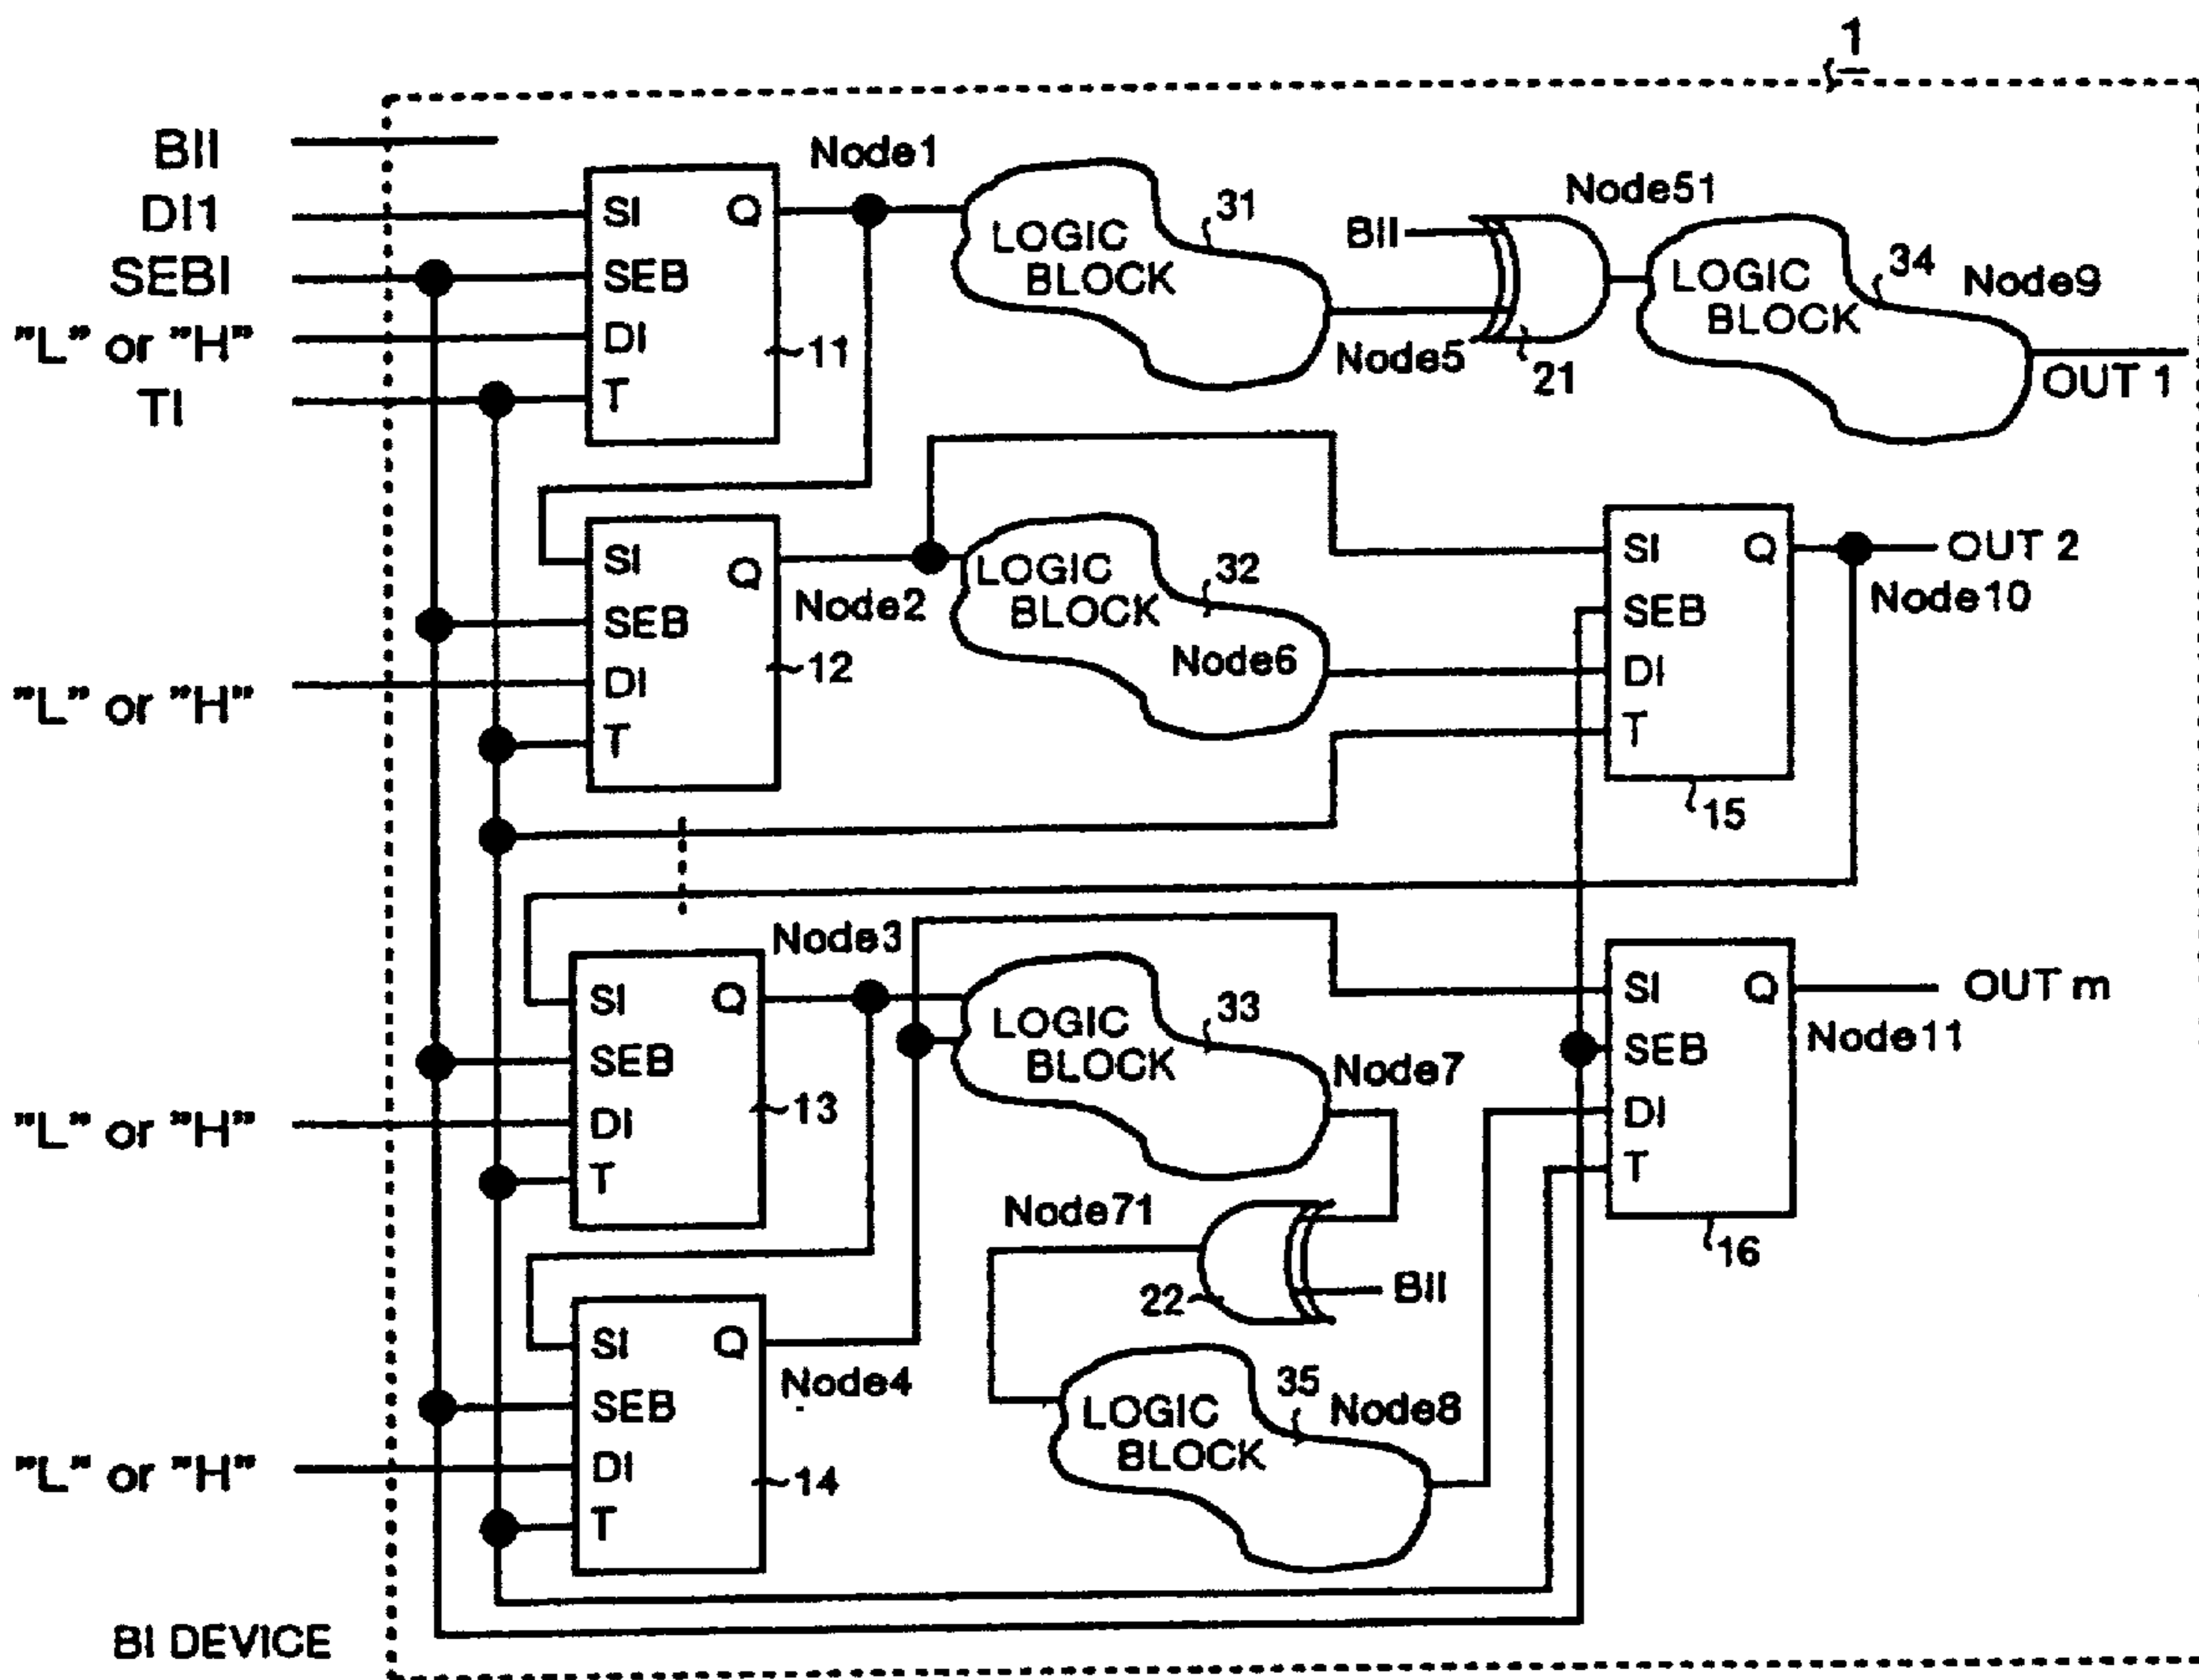 1
BII
DI1
SEBI
"L" or "H"
TI
SI
Q
SEB
DI
T
11
Node1
LOGIC
BLOCK
31
BII
Node5
21
Node51
LOGIC
BLOCK
34
Node9
OUT 1
"L" or "H"
SI
Q
SEB
DI
T
12
Node2
LOGIC
BLOCK
32
Node6
SI
Q
SEB
DI
T
15
OUT 2
Node10
"L" or "H"
SI
Q
SEB
DI
T
13
Node3
LOGIC
BLOCK
33
Node7
SI
Q
SEB
DI
T
16
OUT m
Node11
Node71
22
BII
"L" or "H"
SI
Q
SEB
DI
T
14
Node4
LOGIC
BLOCK
35
Node8
BI DEVICE